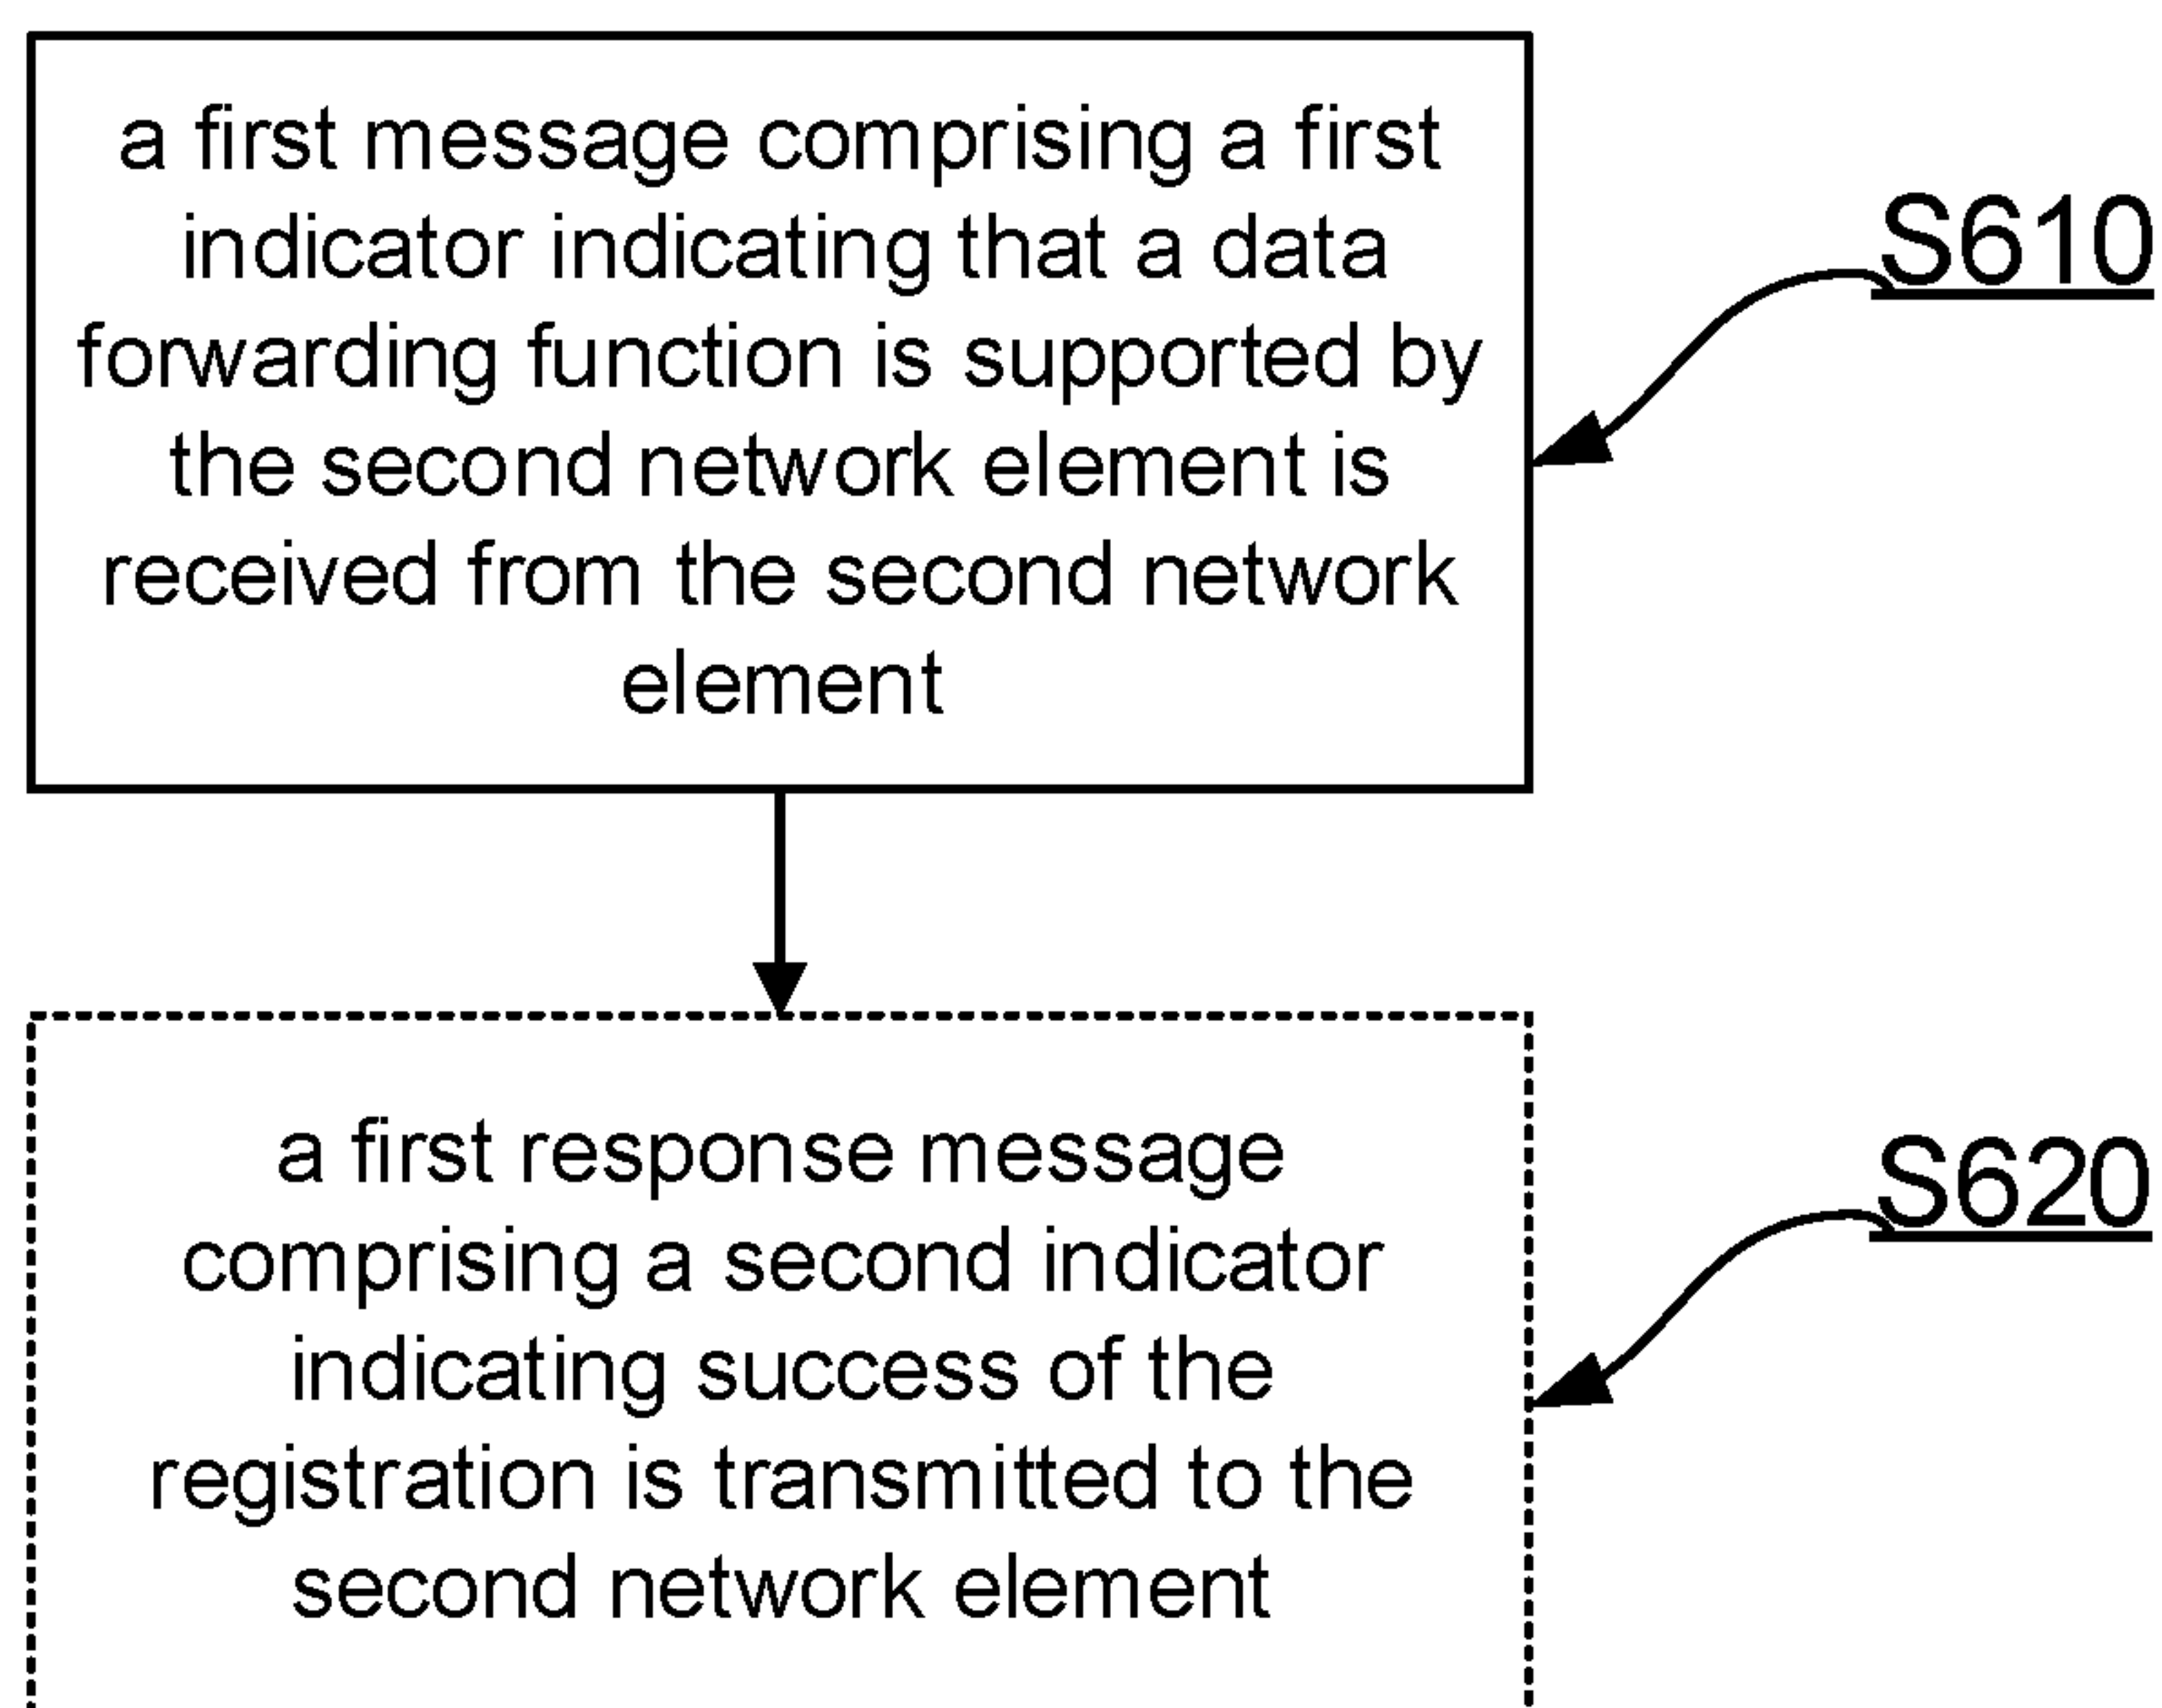 a first message comprising a first
indicator indicating that a data
forwarding function is supported by
the second network element is
received from the second network
element
S610
a first response message
comprising a second indicator
indicating success of the
registration is transmitted to the
second network element
S620